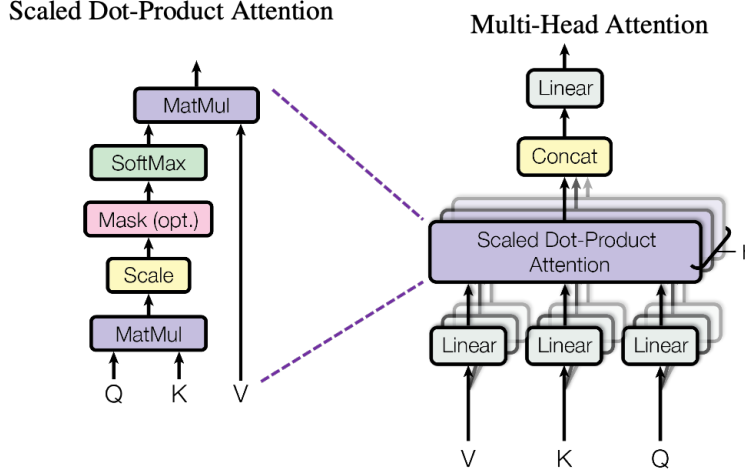 Scaled Dot-Product Attention
MatMul
SoftMax
Mask (opt.)
Scale
MatMul
Q K V
Multi-Head Attention
Linear
Concat
Scaled Dot-Product
Attention
Linear Linear Linear
V K Q